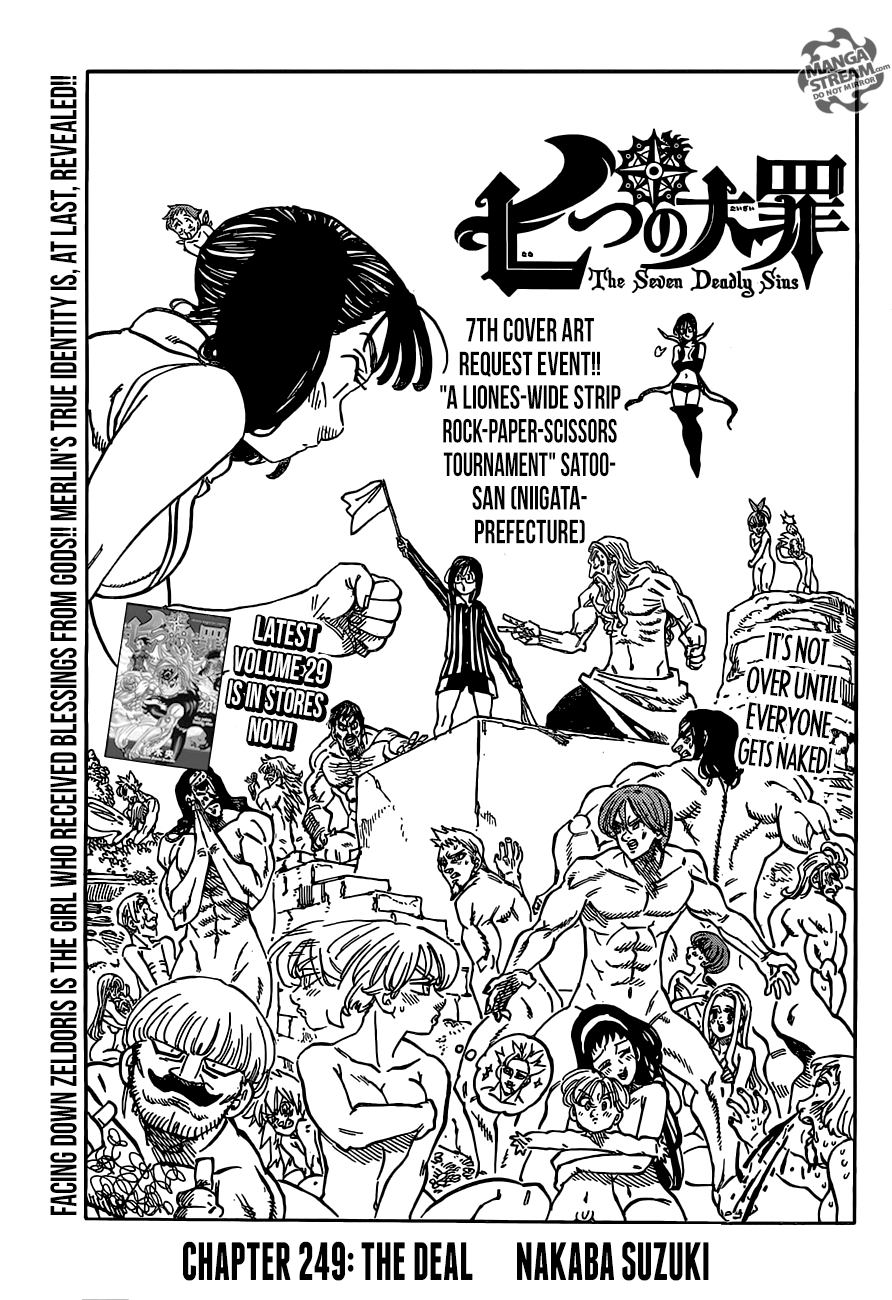 MANGA
STREAM.com
DO NOT MIRROR
FACING DOWN ZELDORIS IS THE GIRL WHO RECEIVED BLESSINGS FROM GODS!! MERLIN'S TRUE IDENTITY IS, AT LAST, REVEALED!!
七つの大罪
The Seven Deadly Sins
7TH COVER ART
REQUEST EVENT!!
"A LIONES-WIDE STRIP
ROCK-PAPER-SCISSORS
TOURNAMENT" SATOO-
SAN (NIIGATA-
PREFECTURE)
LATEST
VOLUME 29
IS IN STORES
NOW!
IT'S NOT
OVER UNTIL
EVERYONE
GETS NAKED!
CHAPTER 249: THE DEAL NAKABA SUZUKI